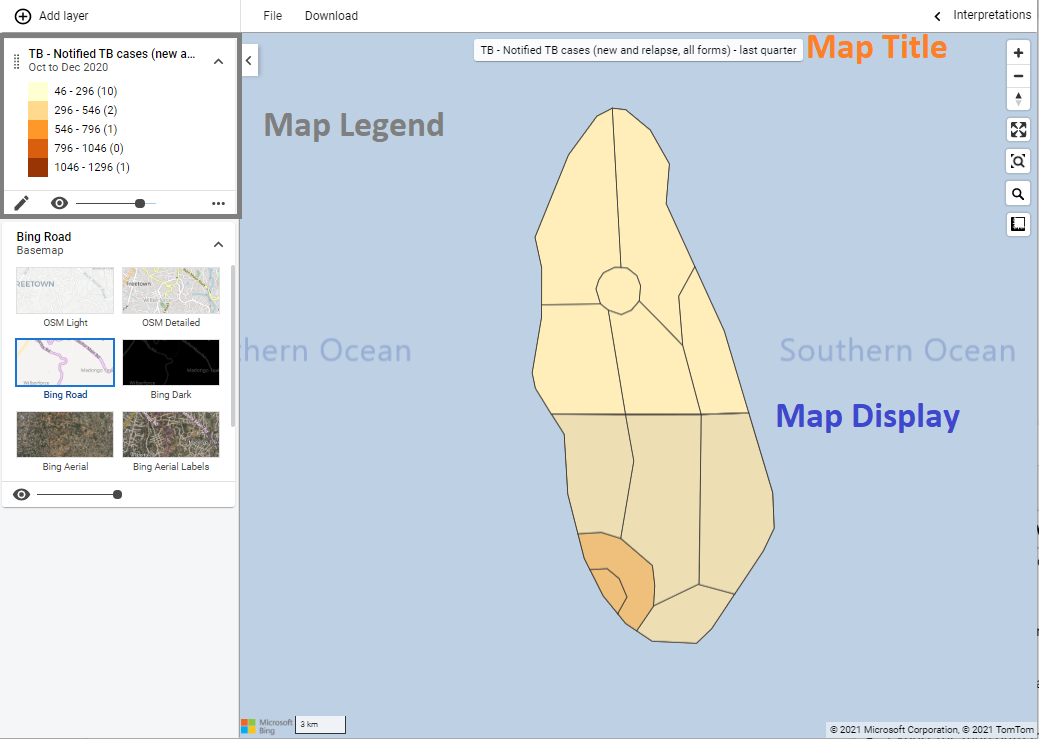 Add layer
File
Download
Interpretations
TB - Notified TB cases (new a...
Oct to Dec 2020
46 - 296 (10)
296 - 546 (2)
546 - 796 (1)
796 - 1046 (0)
1046 - 1296 (1)
TB - Notified TB cases (new and relapse, all forms) - last quarter
Map Title
Map Legend
Bing Road
Basemap
REETOWN
Freetown
OSM Light
OSM Detailed
Bing Road
Bing Dark
Bing Aerial
Bing Aerial Labels
thern Ocean
Southern Ocean
Map Display
Microsoft
Bing
3 km
© 2021 Microsoft Corporation, © 2021 TomTom